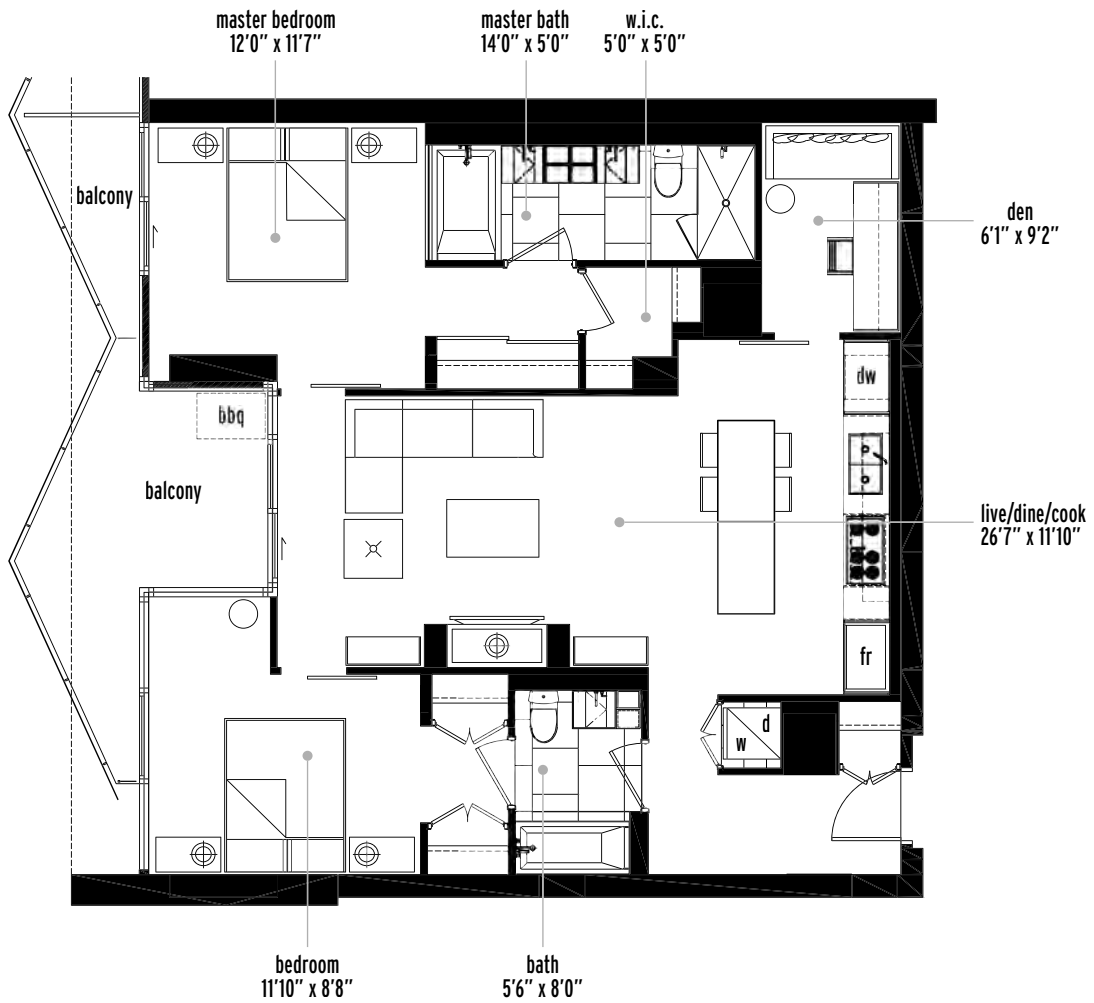 master bedroom
12'0" x 11'7"
master bath
14'0" x 5'0"
w.i.c.
5'0" x 5'0"
balcony
den
6'1" x 9'2"
dw
bbq
balcony
live/dine/cook
26'7" x 11'10"
fr
d
w
bedroom
11'10" x 8'8"
bath
5'6" x 8'0"